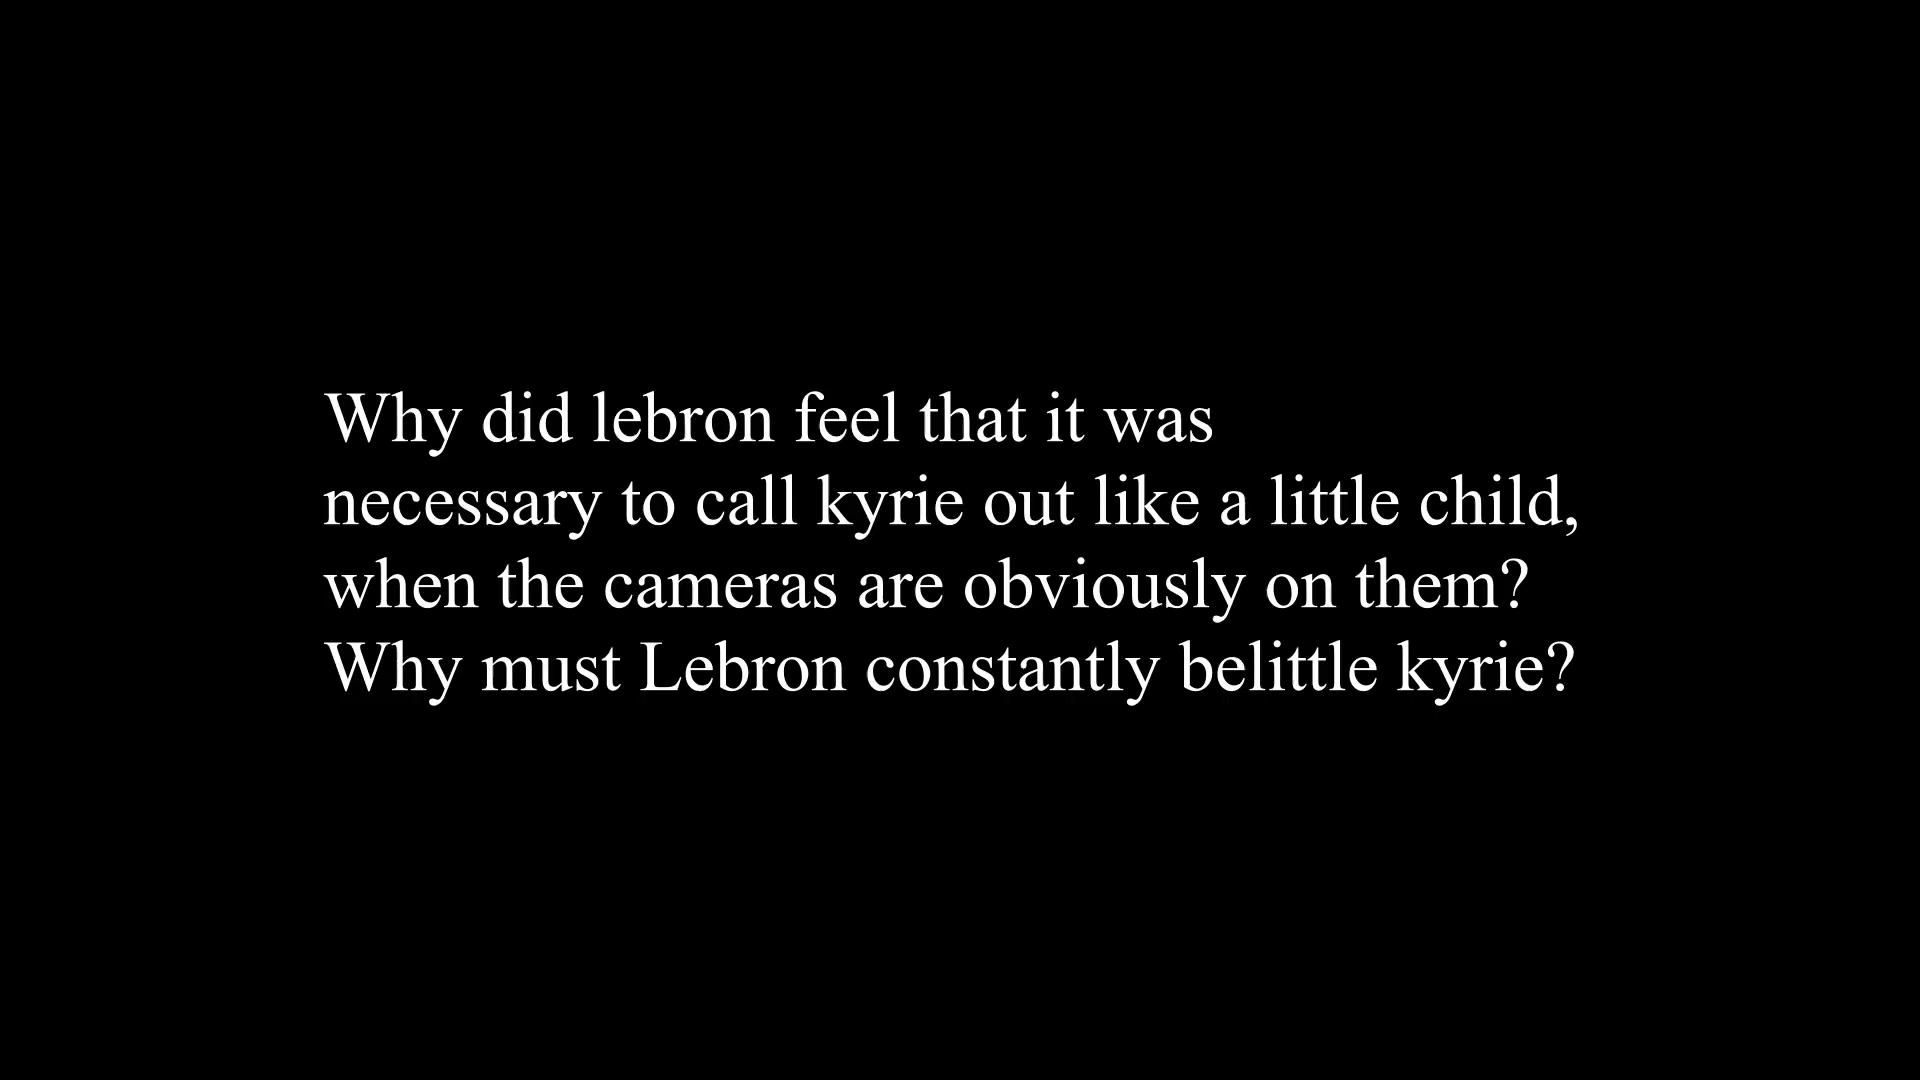 Why did lebron feel that it was
necessary to call kyrie out like a little child,
when the cameras are obviously on them?
Why must Lebron constantly belittle kyrie?